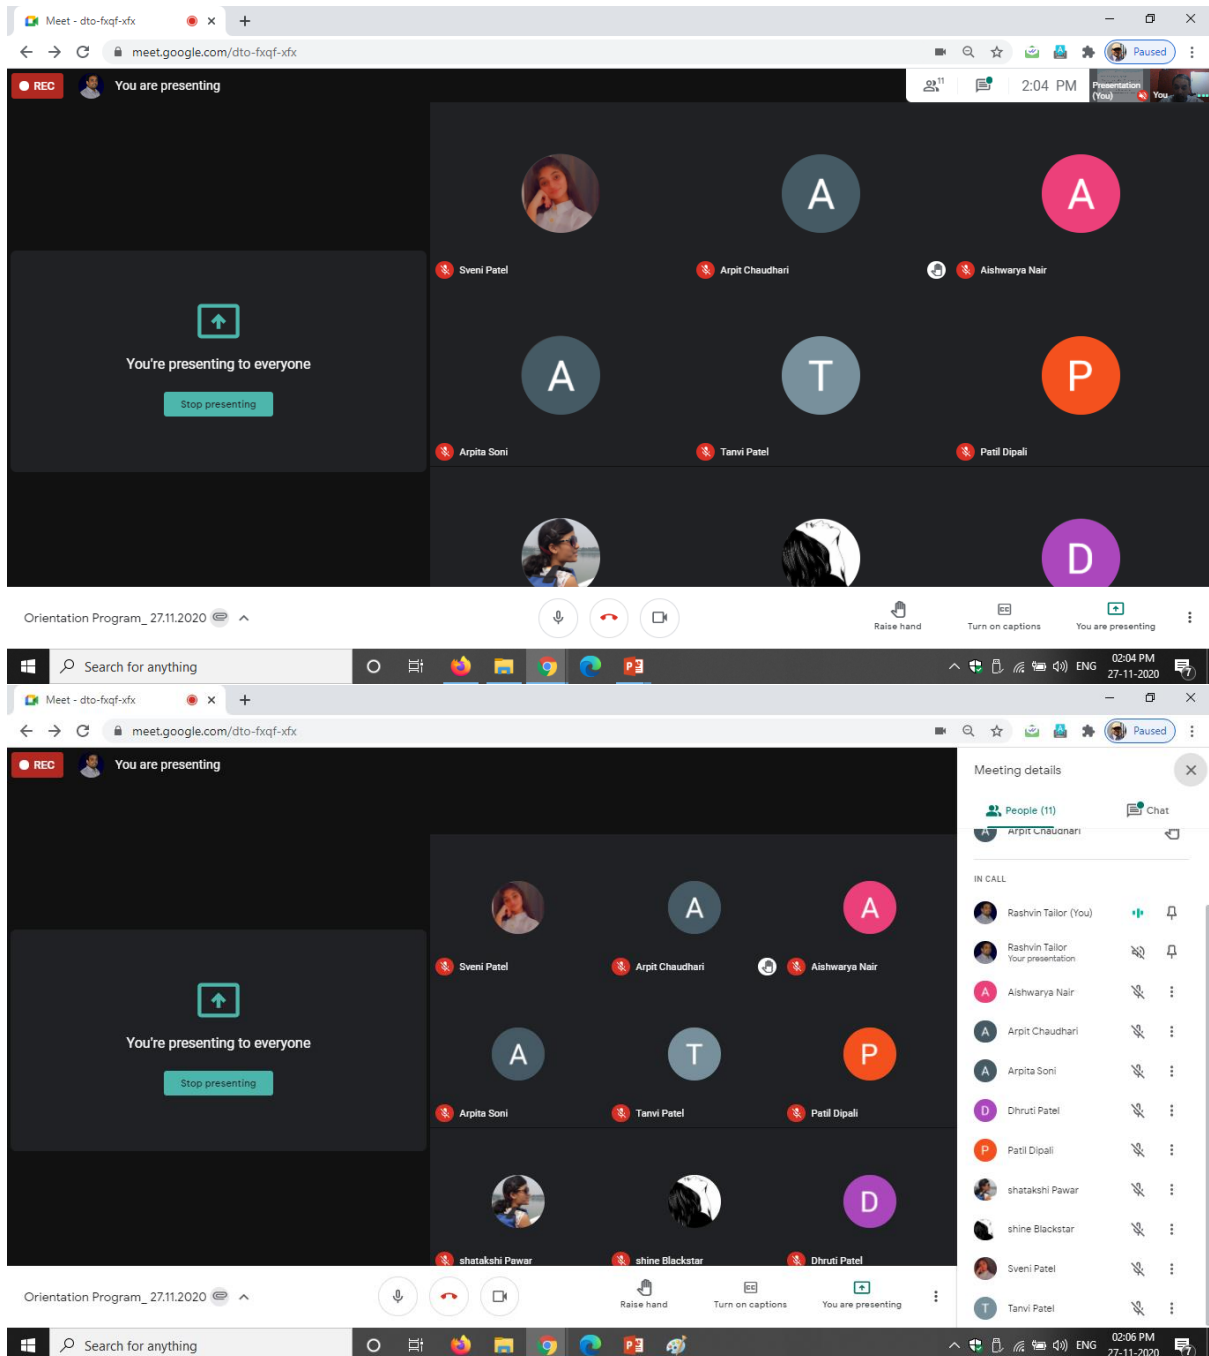 Meet - dto-fxqf-xfx
meet.google.com/dto-fxqf-xfx
Paused
REC
You are presenting
11
2:04 PM
Presentation
(You)
You
A
A
Sveni Patel
Arpit Chaudhari
Aishwarya Nair
You're presenting to everyone
Stop presenting
A
T
P
Arpita Soni
Tanvi Patel
Patil Dipali
D
Orientation Program_ 27.11.2020
Raise hand
CC
Turn on captions
You are presenting
Search for anything
ENG
02:04 PM
27-11-2020
7
Meet - dto-fxqf-xfx
meet.google.com/dto-fxqf-xfx
Paused
REC
You are presenting
Meeting details
People (11)
Chat
A
Arpit Chaudhari
IN CALL
Rashvin Tailor (You)
Rashvin Tailor
Your presentation
A
Aishwarya Nair
A
Arpit Chaudhari
A
Arpita Soni
D
Dhruti Patel
P
Patil Dipali
shatakshi Pawar
shine Blackstar
Sveni Patel
T
Tanvi Patel
A
A
Sveni Patel
Arpit Chaudhari
Aishwarya Nair
You're presenting to everyone
Stop presenting
A
T
P
Arpita Soni
Tanvi Patel
Patil Dipali
D
shatakshi Pawar
shine Blackstar
Dhruti Patel
Orientation Program_ 27.11.2020
Raise hand
CC
Turn on captions
You are presenting
Search for anything
ENG
02:06 PM
27-11-2020
7